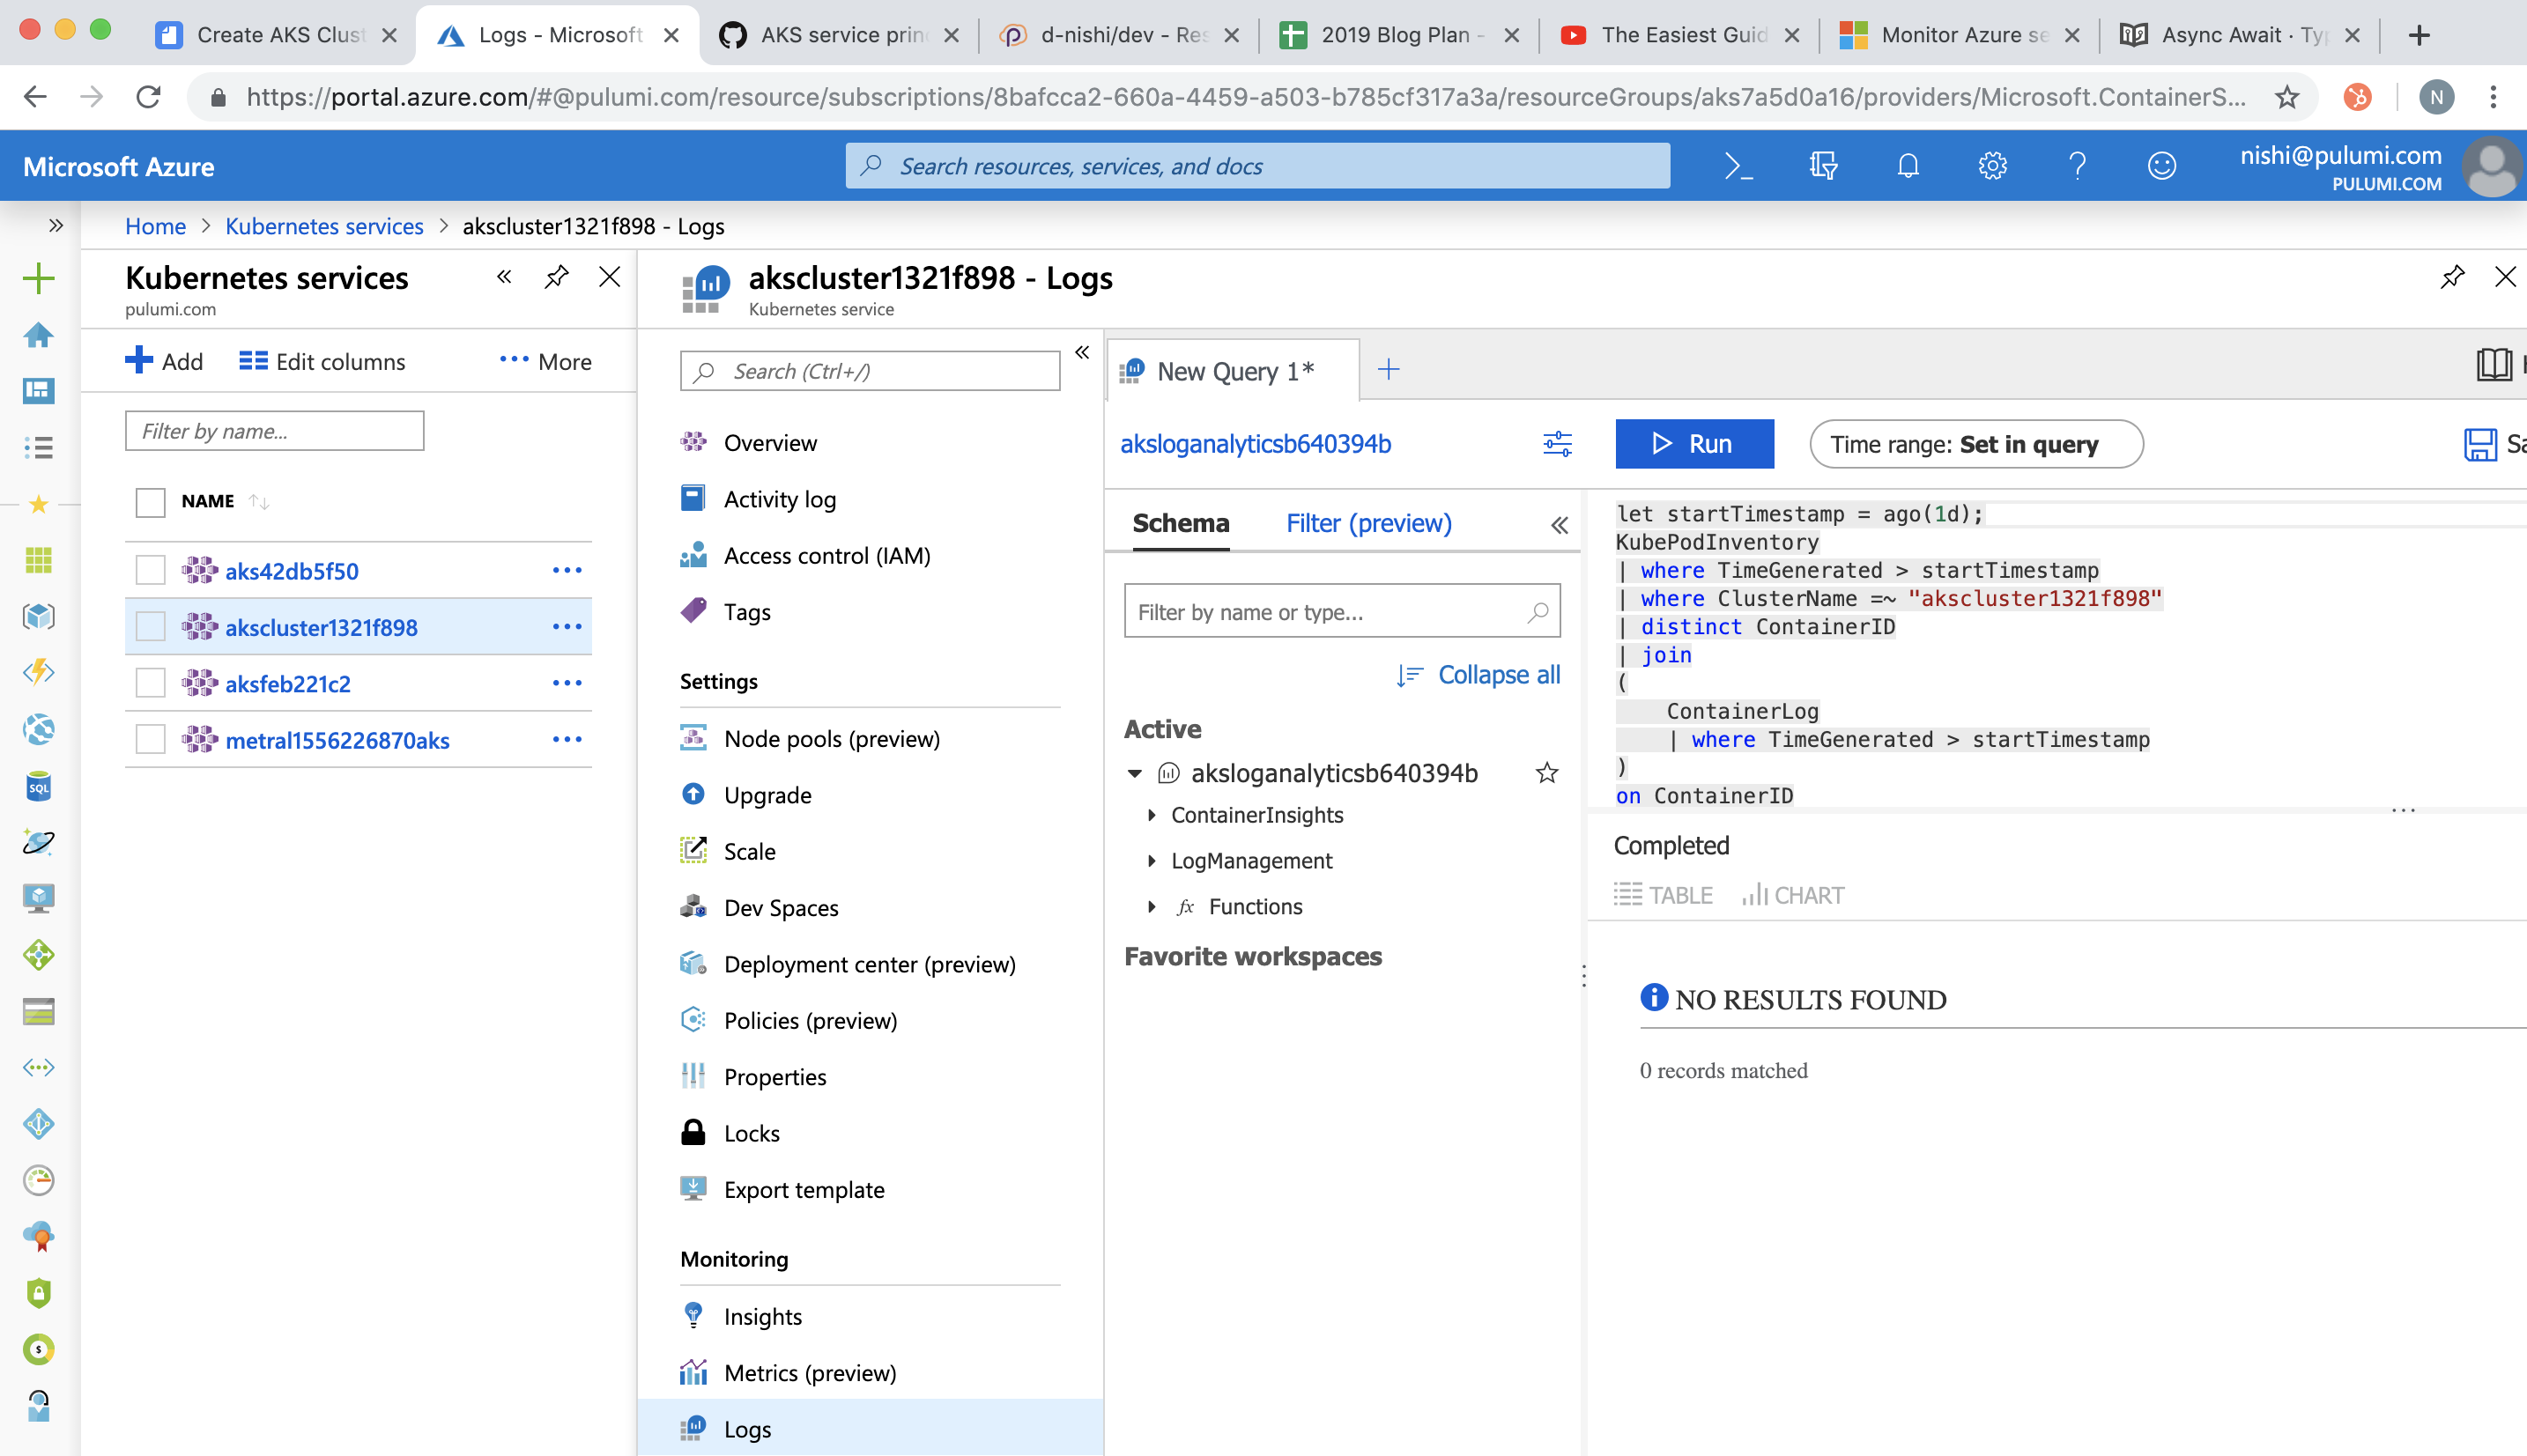 Create AKS Clust
Logs - Microsoft
AKS service prin
d-nishi/dev - Res
2019 Blog Plan -
The Easiest Guid
Monitor Azure se
Async Await · Typ
https://portal.azure.com/#@pulumi.com/resource/subscriptions/8bafcca2-660a-4459-a503-b785cf317a3a/resourceGroups/aks7a5d0a16/providers/Microsoft.ContainerS...
N
Microsoft Azure
Search resources, services, and docs
nishi@pulumi.com
PULUMI.COM
Home > Kubernetes services > akscluster1321f898 - Logs
Kubernetes services
pulumi.com
Add
Edit columns
More
Filter by name...
NAME
aks42db5f50
akscluster1321f898
aksfeb221c2
metral1556226870aks
SQL
akscluster1321f898 - Logs
Kubernetes service
Search (Ctrl+/)
Overview
Activity log
Access control (IAM)
Tags
Settings
Node pools (preview)
Upgrade
Scale
Dev Spaces
Deployment center (preview)
Policies (preview)
Properties
Locks
Export template
Monitoring
Insights
Metrics (preview)
Logs
New Query 1*
aksloganalyticsb640394b
Run
Time range: Set in query
Sa
Schema
Filter (preview)
Filter by name or type...
Collapse all
Active
aksloganalyticsb640394b
ContainerInsights
LogManagement
fx Functions
Favorite workspaces
let startTimestamp = ago(1d);
KubePodInventory
| where TimeGenerated > startTimestamp
| where ClusterName =~ "akscluster1321f898"
| distinct ContainerID
| join
(
ContainerLog
| where TimeGenerated > startTimestamp
)
on ContainerID
Completed
TABLE
CHART
NO RESULTS FOUND
0 records matched